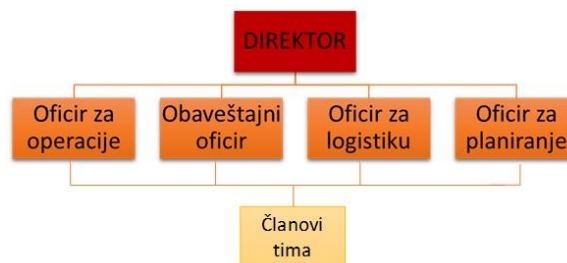 DIREKTOR
Oficir za
operacije
Obaveštajni
oficir
Oficir za
logistiku
Oficir za
planiranje
Članovi
tima